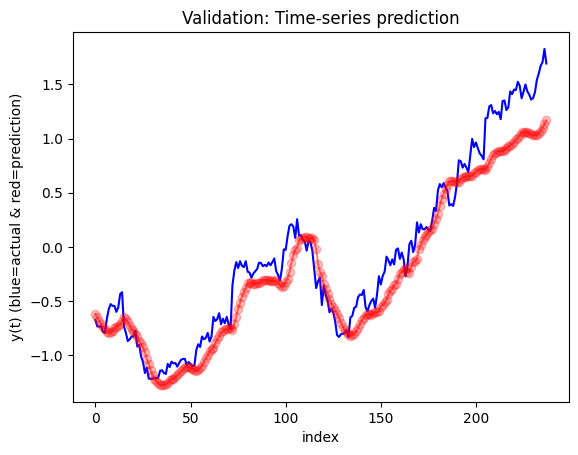 Validation: Time-series prediction
y(t) (blue=actual & red=prediction)
1.5
1.0
0.5
0.0
−0.5
−1.0
0 50 100 150 200
index